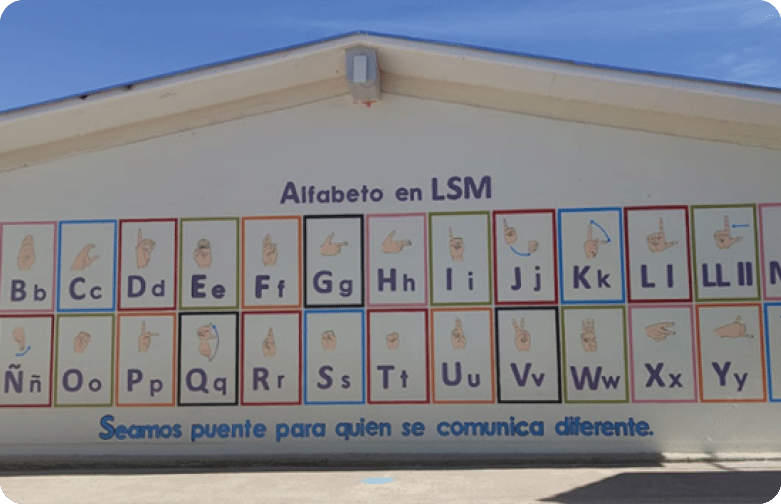 Alfabeto en LSM
Bb Cc Dd Ee Ff Gg Hh Ii Jj Kk Ll LL ll
Ññ Oo Pp Qq Rr Ss Tt Uu Vv Ww Xx Yy
Seamos puente para quien se comunica diferente.